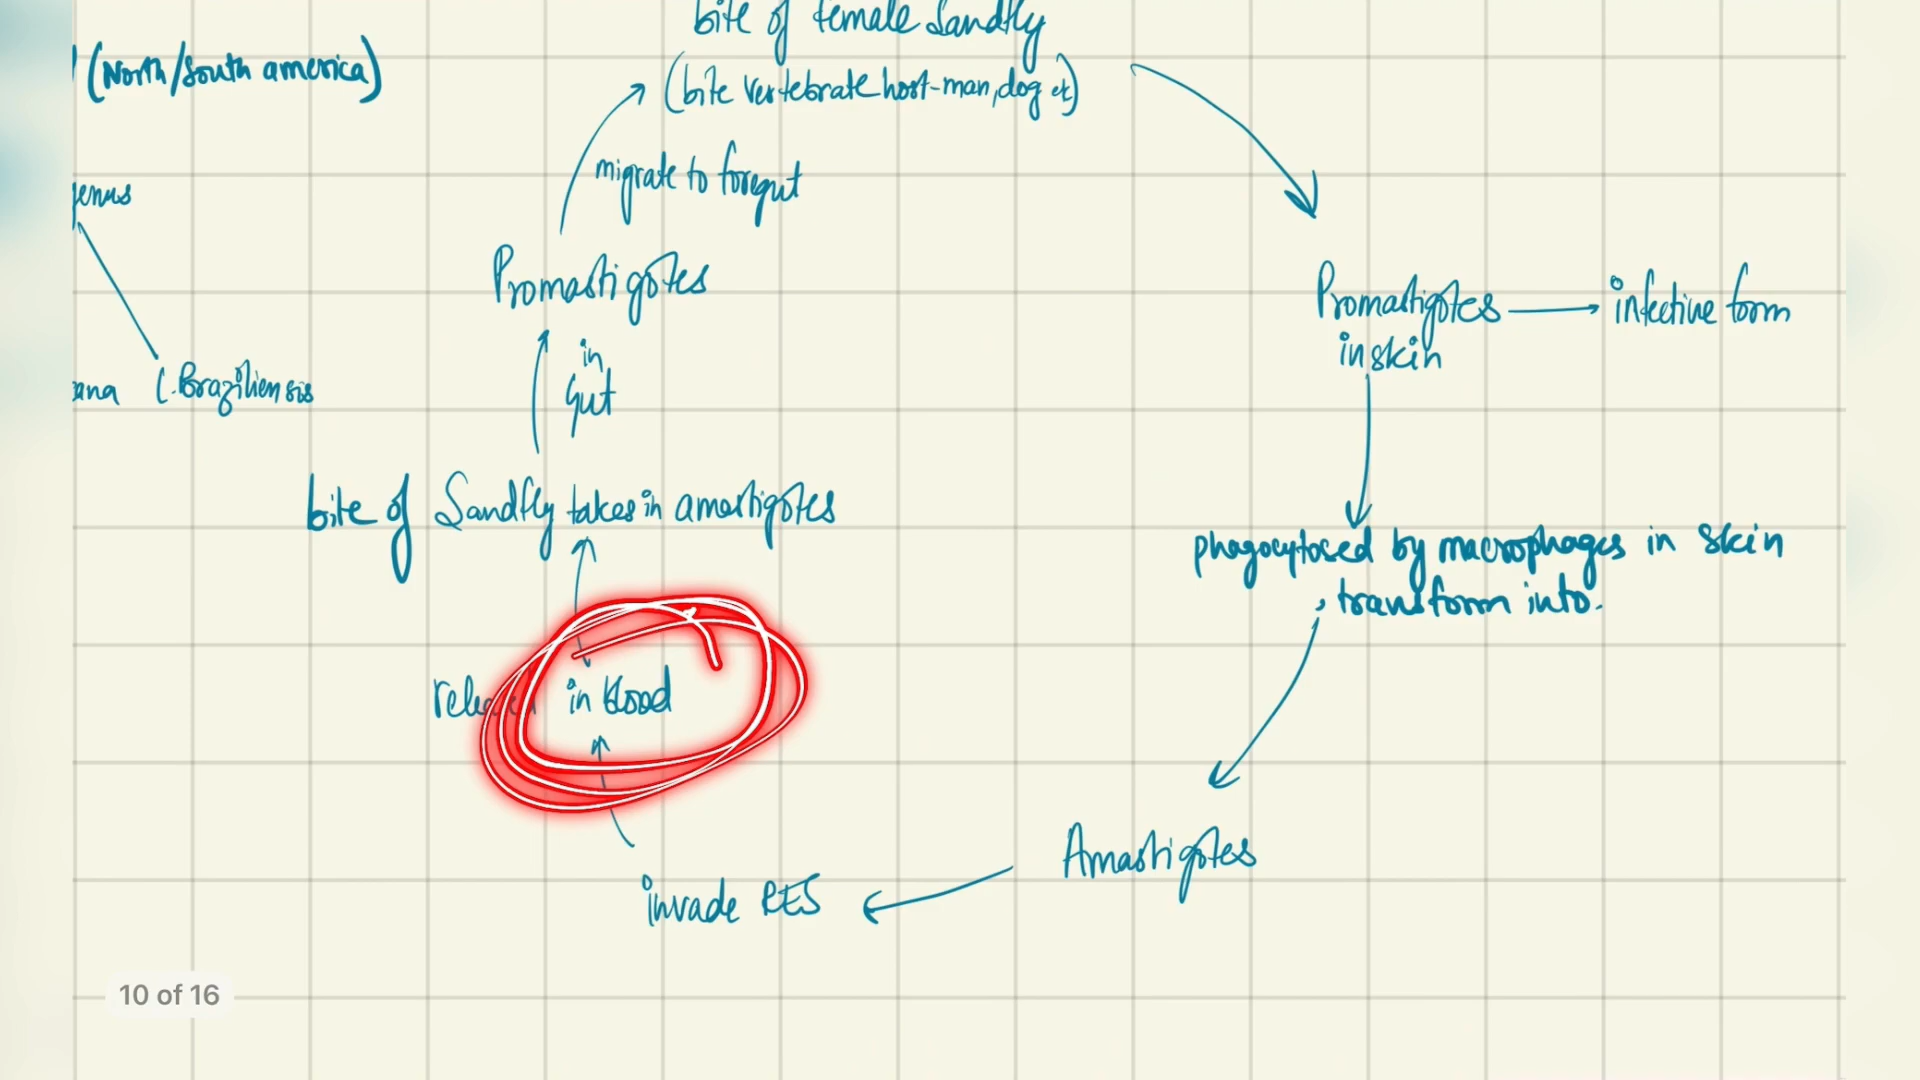 bite of female Sandfly
(North/South america)
(bite vertebrate host-man, dog etc)
migrate to foregut
genus
Promastigotes
Promastigotes infective form
in skin
in
gut
L. Braziliensis
bite of Sandfly takes in amastigotes
phagocytosed by macrophages in skin
, transform into.
in blood
Amastigotes
invade RES
10 of 16